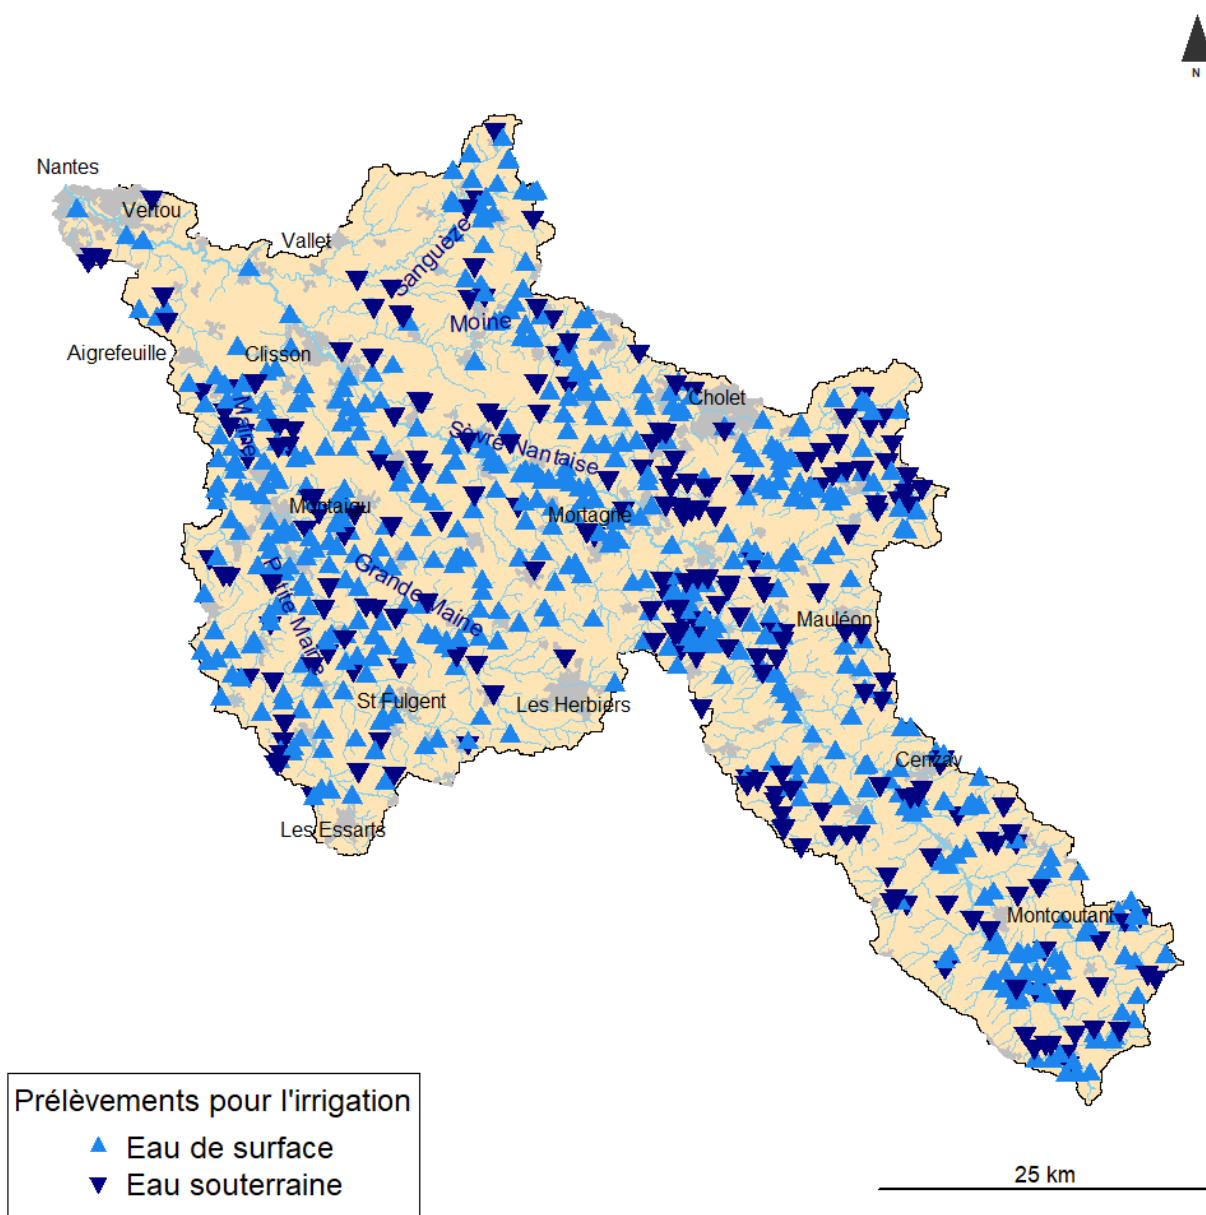 N
Nantes
Vertou
Vallet
Sanguèze
Moine
Aigrefeuille
Clisson
Cholet
Maine
Sèvre Nantaise
Montaigu
Mortagne
Grande Maine
Petite Maine
Mauléon
St Fulgent
Les Herbiers
Cerizay
Les Essarts
Montcoutant
Prélèvements pour l'irrigation
Eau de surface
Eau souterraine
25 km